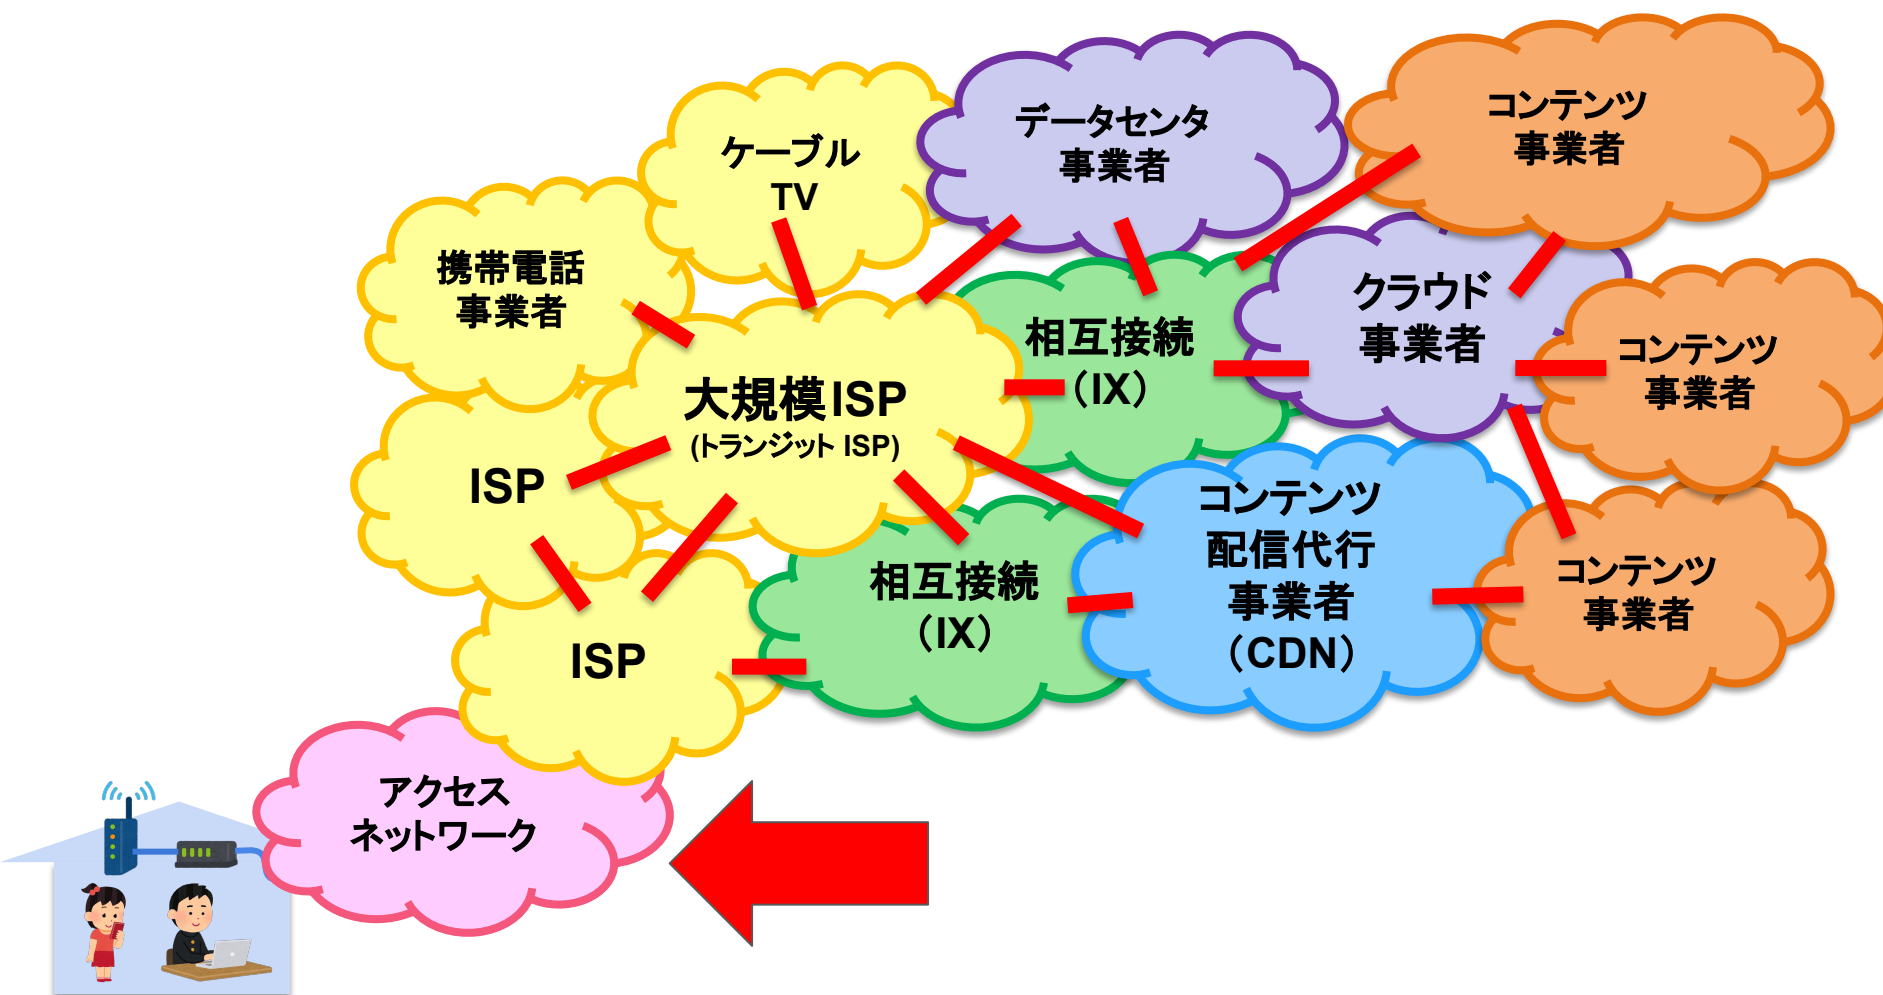 コンテンツ
事業者
データセンタ
事業者
ケーブル
TV
携帯電話
事業者
クラウド
事業者
相互接続
（IX）
コンテンツ
事業者
大規模ISP
(トランジット ISP)
ISP
コンテンツ
配信代行
事業者
（CDN）
コンテンツ
事業者
相互接続
（IX）
ISP
アクセス
ネットワーク